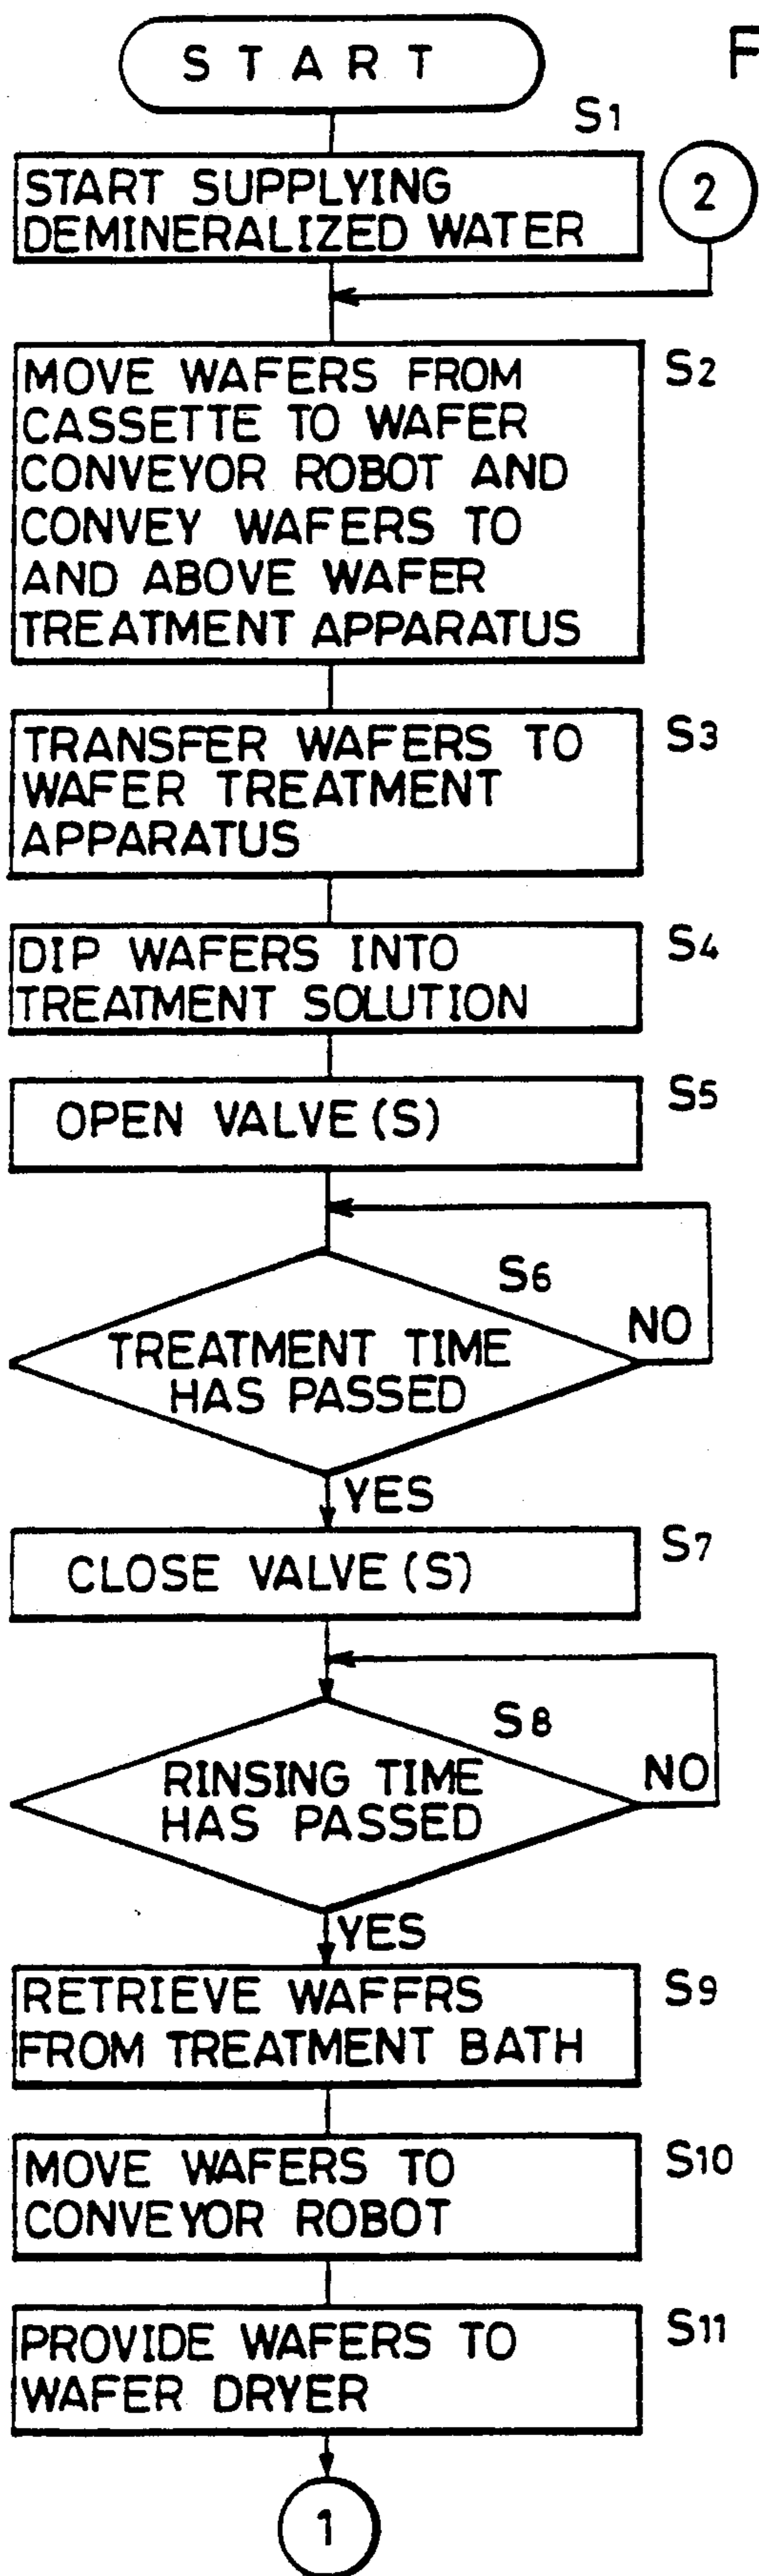 START
F
S1
START SUPPLYING
DEMINERALIZED WATER
2
S2
MOVE WAFERS FROM
CASSETTE TO WAFER
CONVEYOR ROBOT AND
CONVEY WAFERS TO
AND ABOVE WAFER
TREATMENT APPARATUS
S3
TRANSFER WAFERS TO
WAFER TREATMENT
APPARATUS
S4
DIP WAFERS INTO
TREATMENT SOLUTION
S5
OPEN VALVE(S)
S6
TREATMENT TIME
HAS PASSED
NO
YES
S7
CLOSE VALVE(S)
S8
RINSING TIME
HAS PASSED
NO
YES
S9
RETRIEVE WAFFRS
FROM TREATMENT BATH
S10
MOVE WAFERS TO
CONVEYOR ROBOT
S11
PROVIDE WAFERS TO
WAFER DRYER
1